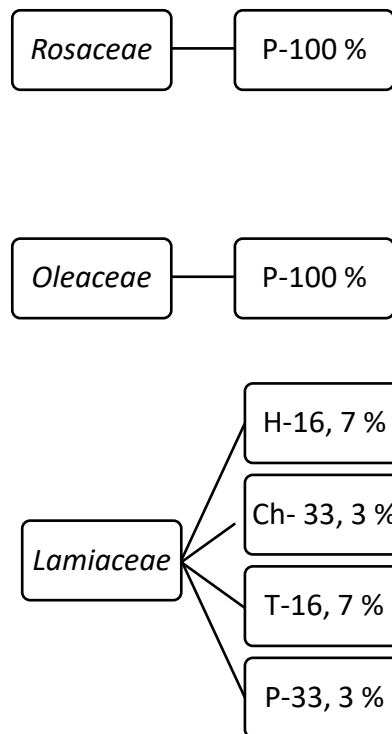 Rosaceae
P-100 %
Oleaceae
P-100 %
Lamiaceae
H-16, 7 %
Ch- 33, 3 %
T-16, 7 %
P-33, 3 %